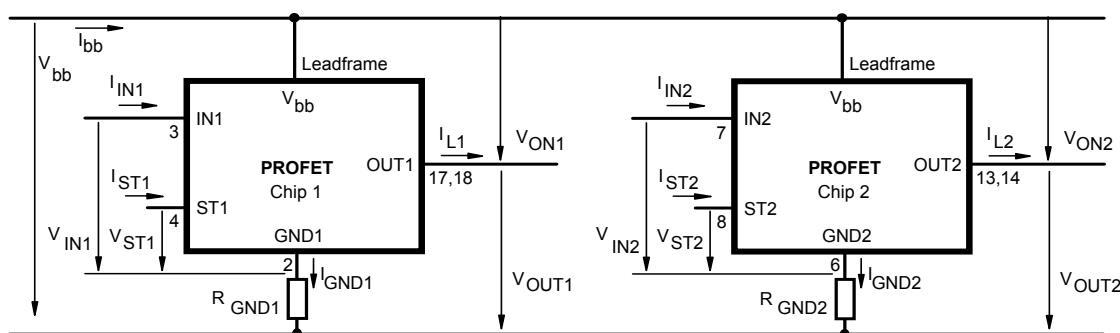 I bb
V bb
Leadframe
V bb
I IN1
IN1
3
I L1
V ON1
PROFET
Chip 1
OUT1
17,18
I ST1
ST1
4
V IN1
V ST1
GND1
2
I GND1
R GND1
V OUT1
Leadframe
V bb
I IN2
IN2
7
I L2
V ON2
PROFET
Chip 2
OUT2
13,14
I ST2
ST2
8
V IN2
V ST2
GND2
6
I GND2
R GND2
V OUT2